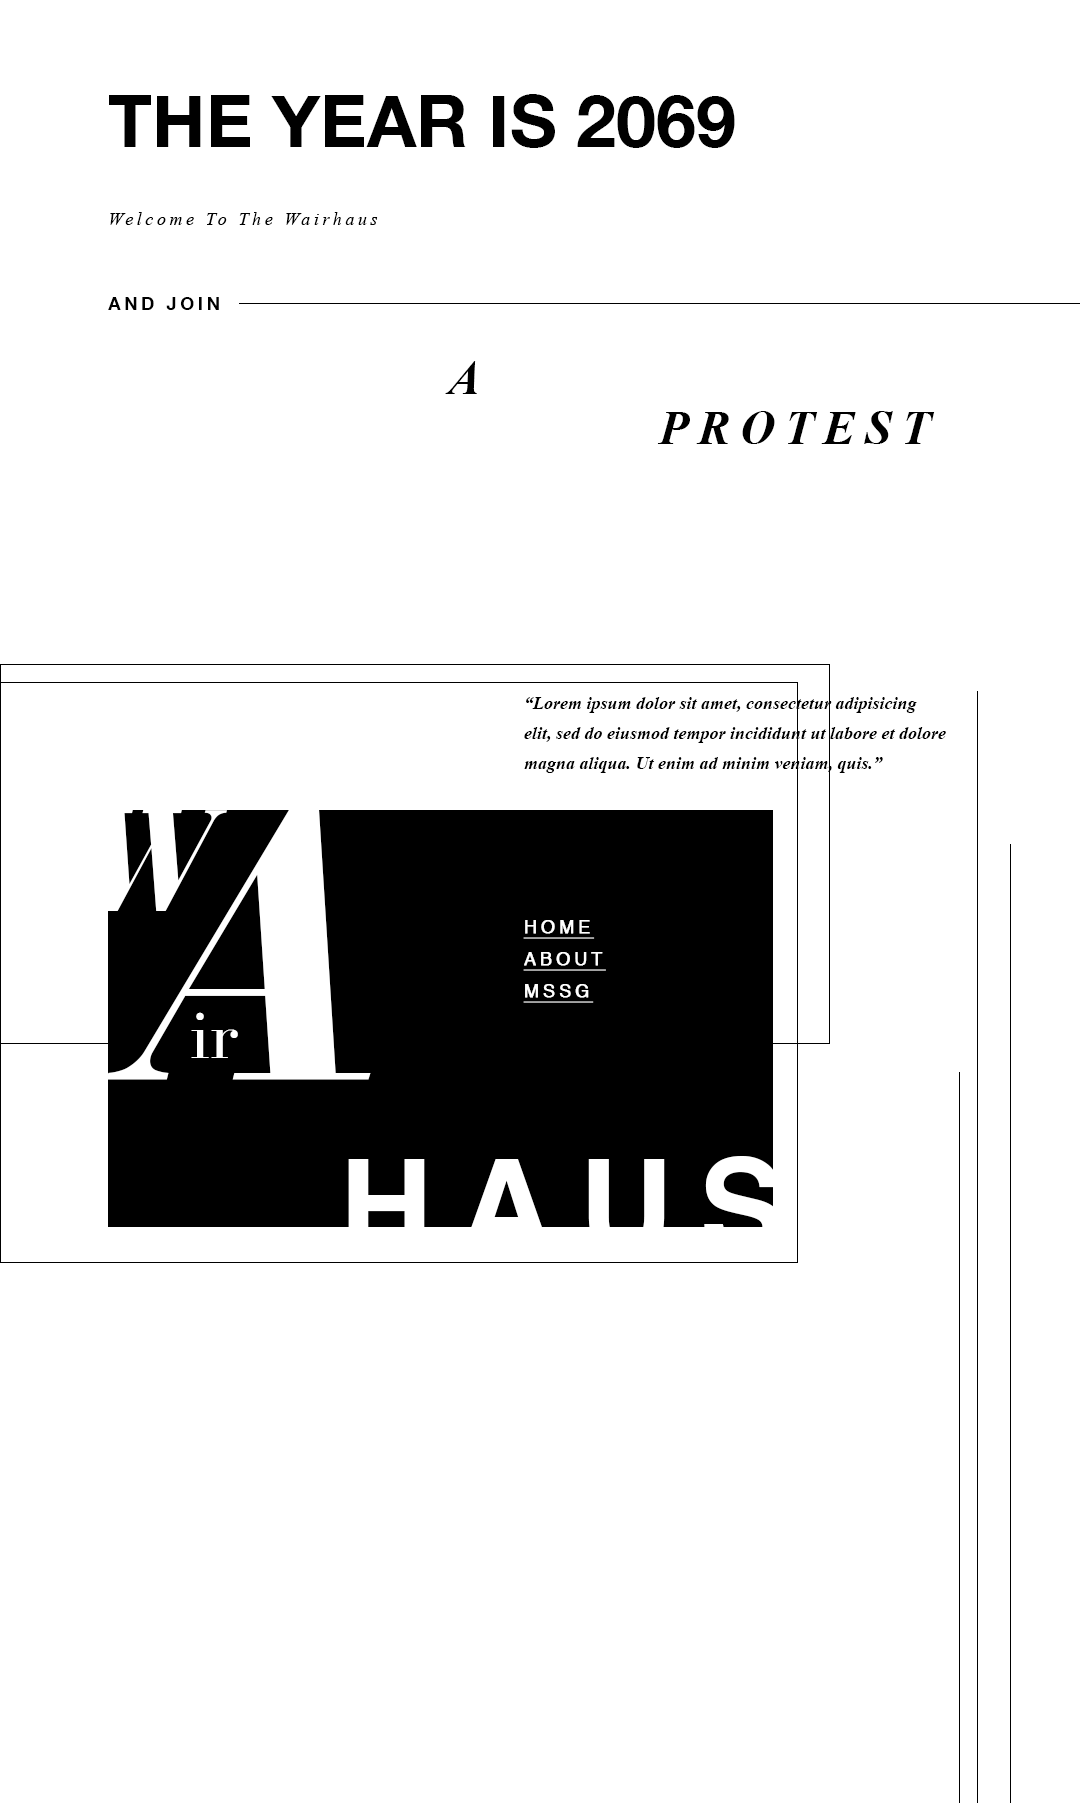 THE YEAR IS 2069
Welcome To The Wairhaus
AND JOIN
A
PROTEST
“Lorem ipsum dolor sit amet, consectetur adipisicing
elit, sed do eiusmod tempor incididunt ut labore et dolore
magna aliqua. Ut enim ad minim veniam, quis.”
WA
HOME
ABOUT
MSSG
ir
HAUS